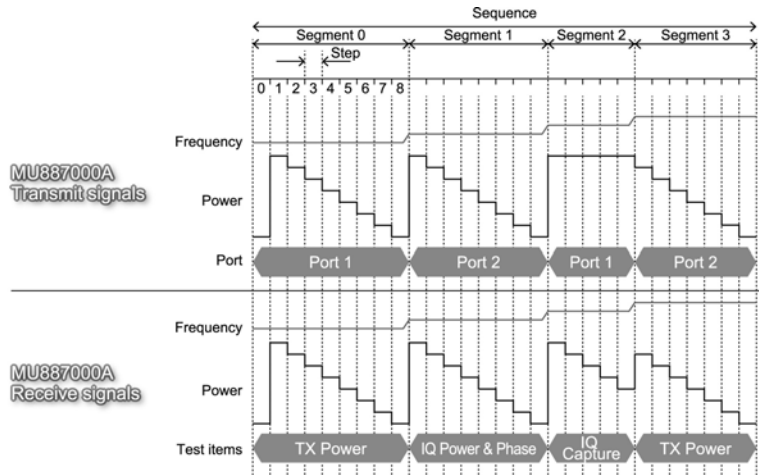 Sequence
Segment 0 Segment 1 Segment 2 Segment 3
Step
0 1 2 3 4 5 6 7 8
Frequency
MU887000A
Transmit signals
Power
Port Port 1 Port 2 Port 1 Port 2
Frequency
MU887000A
Receive signals
Power
Test items TX Power IQ Power & Phase IQ Capture TX Power